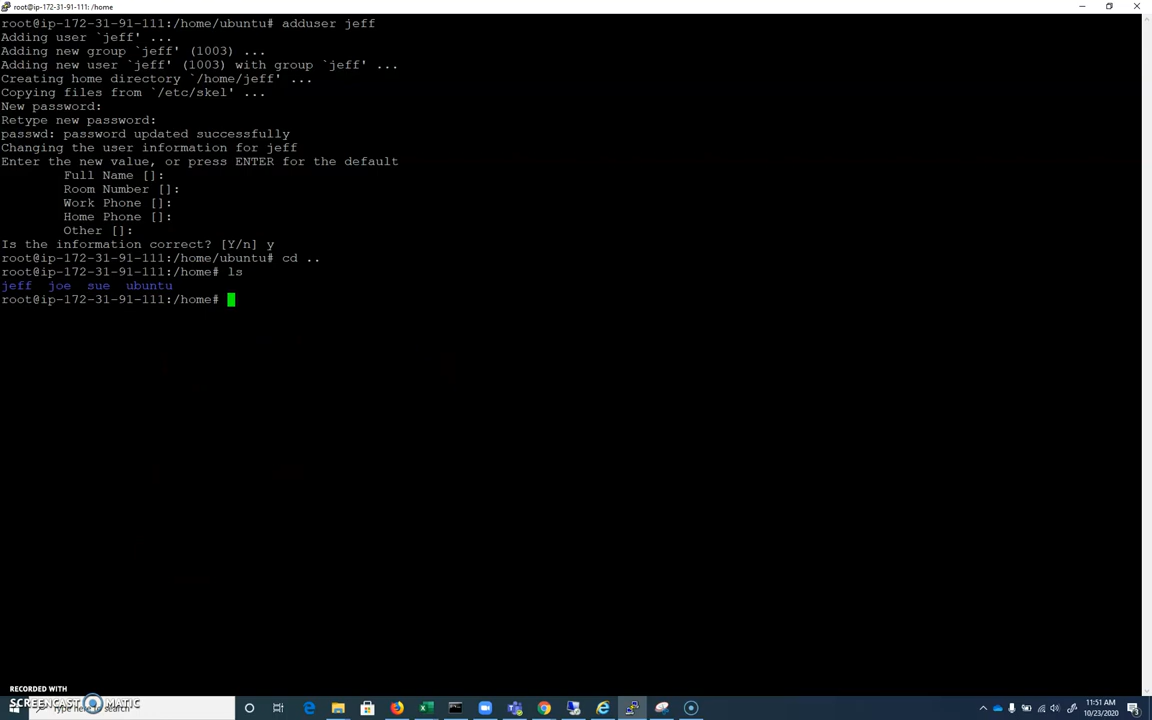 root@ip-172-31-91-111: /home
root@ip-172-31-91-111:/home/ubuntu# adduser jeff
Adding user `jeff' ...
Adding new group `jeff' (1003) ...
Adding new user `jeff' (1003) with group `jeff' ...
Creating home directory `/home/jeff' ...
Copying files from `/etc/skel' ...
New password:
Retype new password:
passwd: password updated successfully
Changing the user information for jeff
Enter the new value, or press ENTER for the default
Full Name []:
Room Number []:
Work Phone []:
Home Phone []:
Other []:
Is the information correct? [Y/n] y
root@ip-172-31-91-111:/home/ubuntu# cd ..
root@ip-172-31-91-111:/home# ls
jeff joe sue ubuntu
root@ip-172-31-91-111:/home#
RECORDED WITH
SCREENCAST MATIC
Type here to search
11:51 AM
10/23/2020